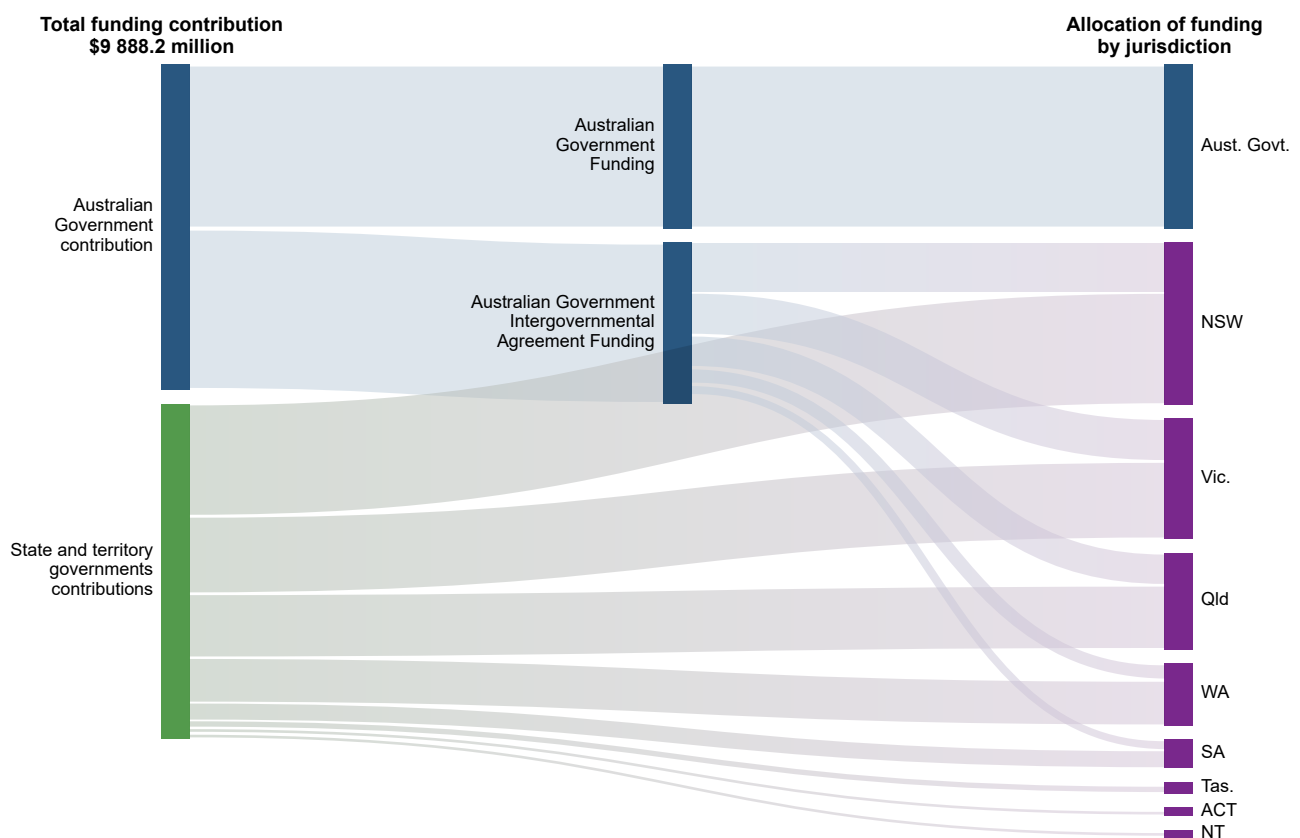 Total funding contribution
$9 888.2 million
Allocation of funding
by jurisdiction
Australian
Government
contribution
State and territory
governments
contributions
Australian
Government
Funding
Australian Government
Intergovernmental
Agreement Funding
Aust. Govt.
NSW
Vic.
Qld
WA
SA
Tas.
ACT
NT